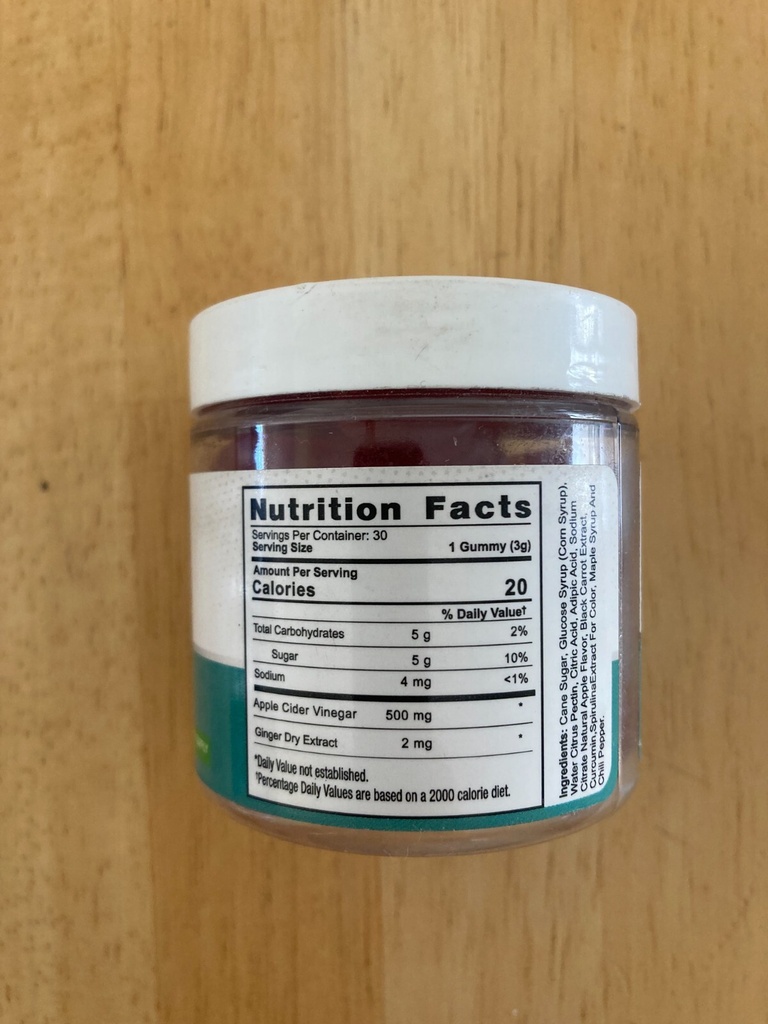 Nutrition Facts
Servings Per Container: 30
Serving Size 1 Gummy (3g)
Amount Per Serving
Calories 20
% Daily Value†
Total Carbohydrates 5 g 2%
Sugar 5 g 10%
Sodium 4 mg <1%
Apple Cider Vinegar 500 mg *
Ginger Dry Extract 2 mg *
*Daily Value not established.
†Percentage Daily Values are based on a 2000 calorie diet.
Ingredients: Cane Sugar, Glucose Syrup (Corn Syrup),
Water Citrus Pectin, Citric Acid, Adipic Acid, Sodium
Citrate Natural Apple Flavor, Black Carrot Extract,
Curcumin,SpirulinaExtract For Color, Maple Syrup And
Chili Pepper.